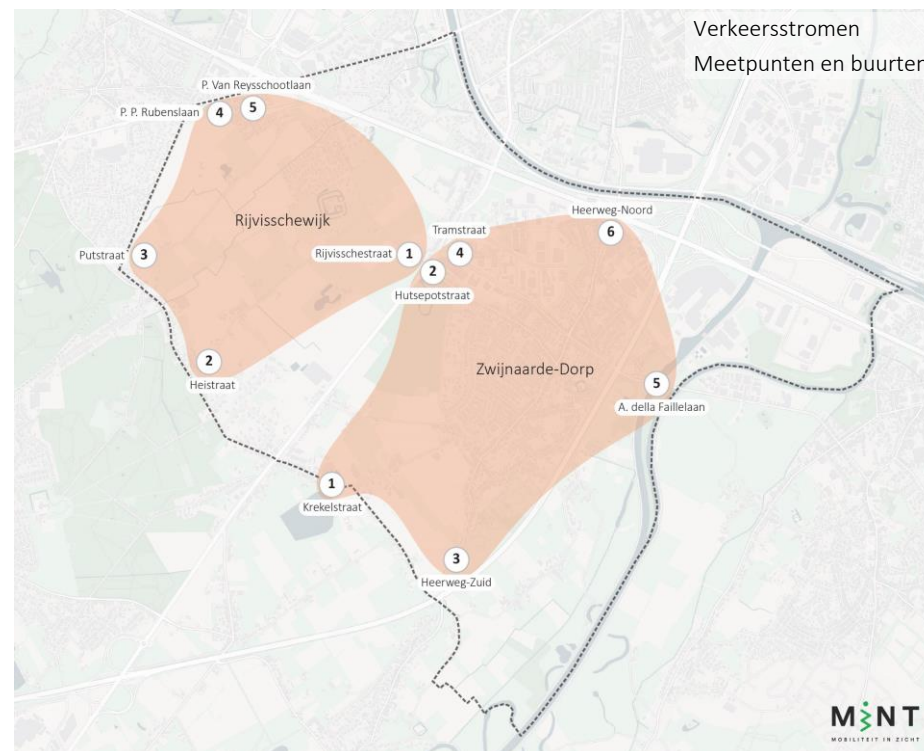 Verkeersstromen
Meetpunten en buurten
P. Van Reysschootlaan
P. P. Rubenslaan
4
5
Rijvisschewijk
Heerweg-Noord
6
Tramstraat
Putstraat
3
Rijvisschestraat
1
4
2
Hutsepotstraat
2
Heistraat
Zwijnaarde-Dorp
5
A. della Faillelaan
1
Krekelstraat
3
Heerweg-Zuid
MINT
MOBILITEIT IN ZICHT